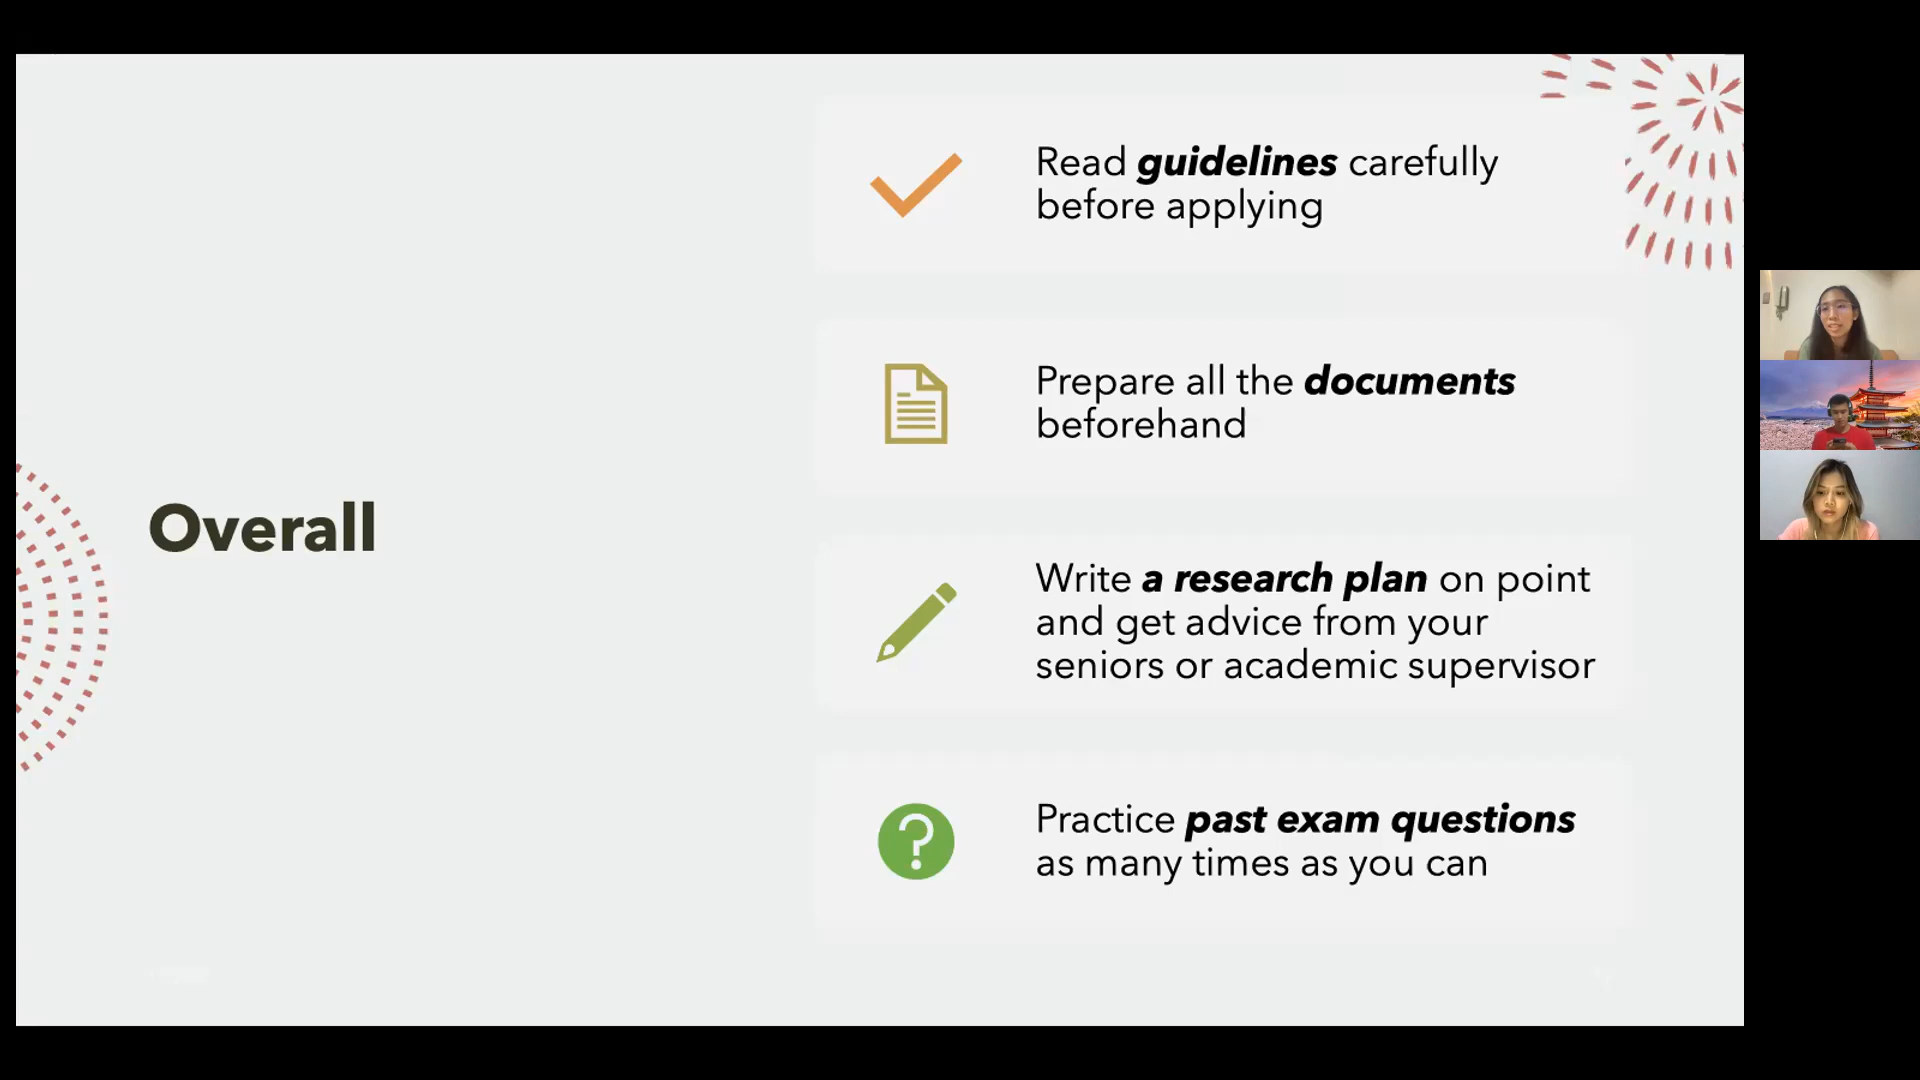 Overall
Read guidelines carefully
before applying
Prepare all the documents
beforehand
Write a research plan on point
and get advice from your
seniors or academic supervisor
Practice past exam questions
as many times as you can